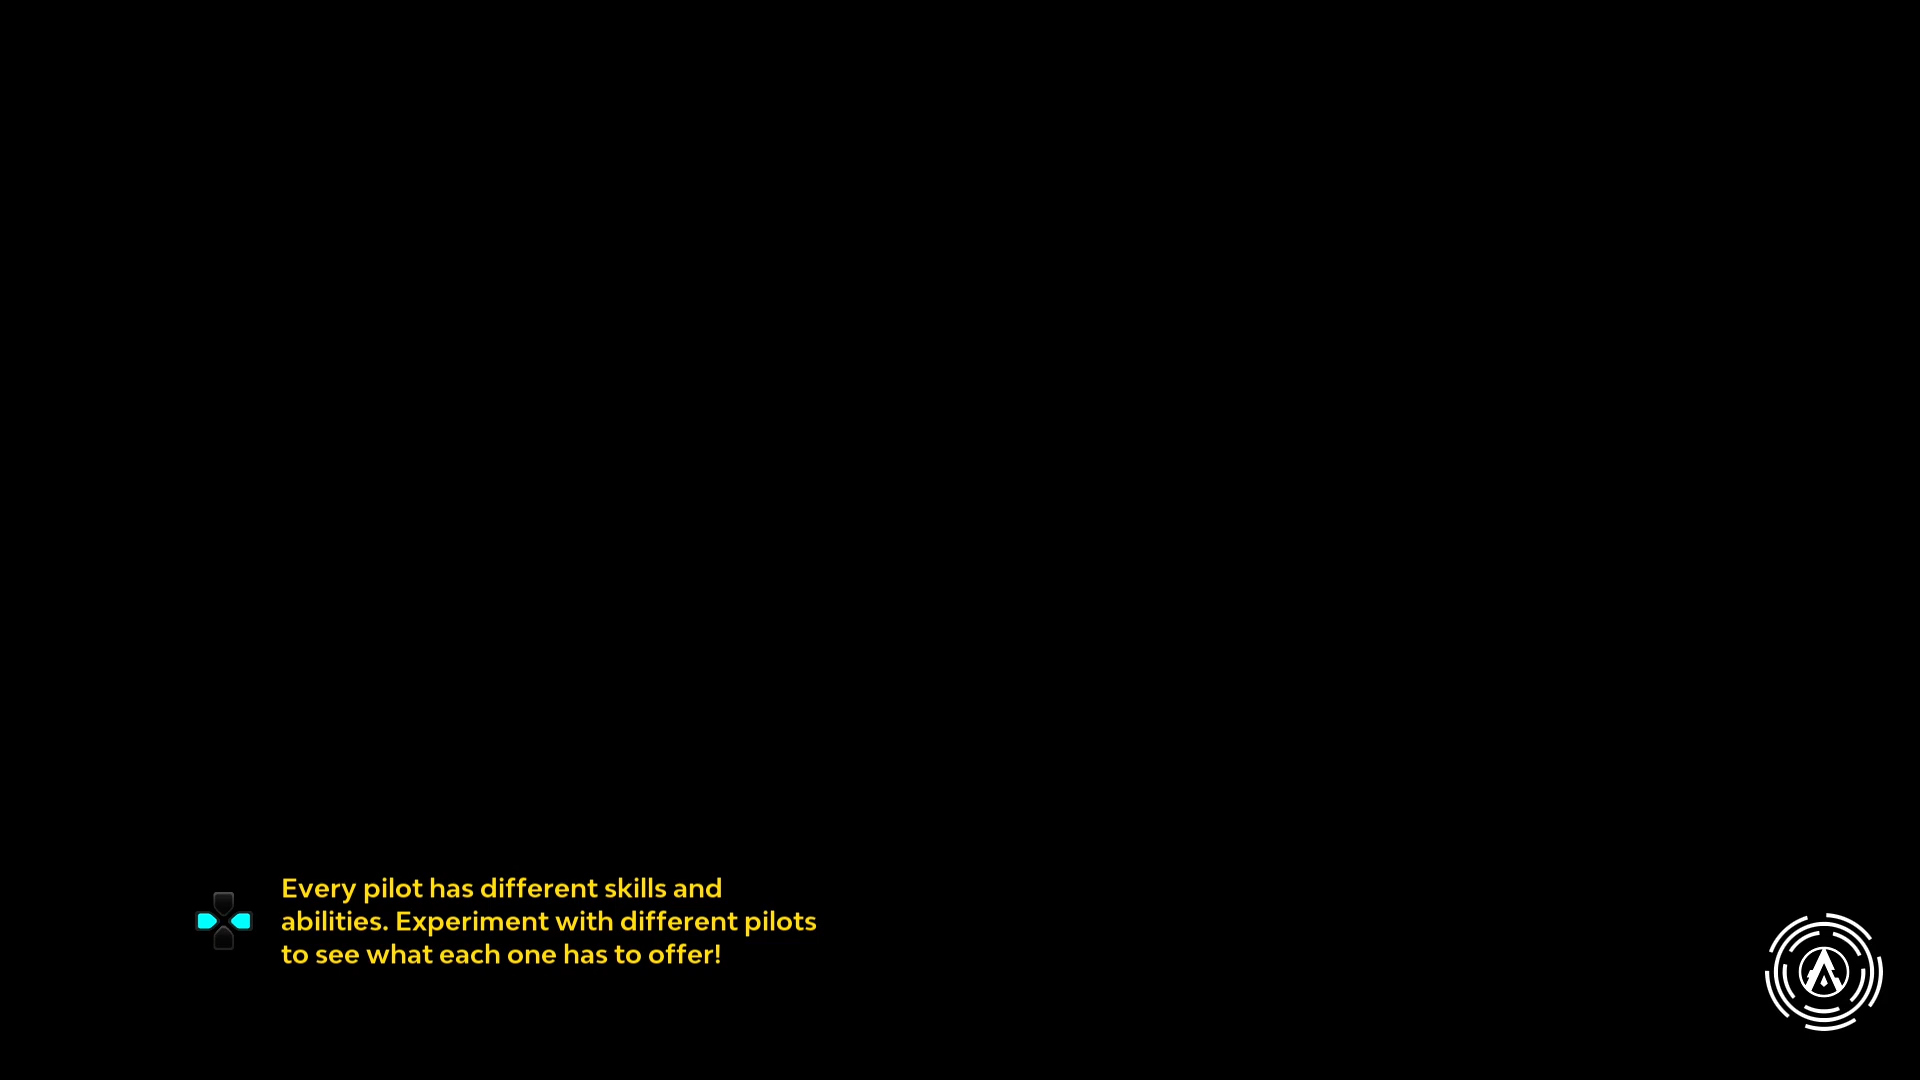 Every pilot has different skills and
abilities. Experiment with different pilots
to see what each one has to offer!